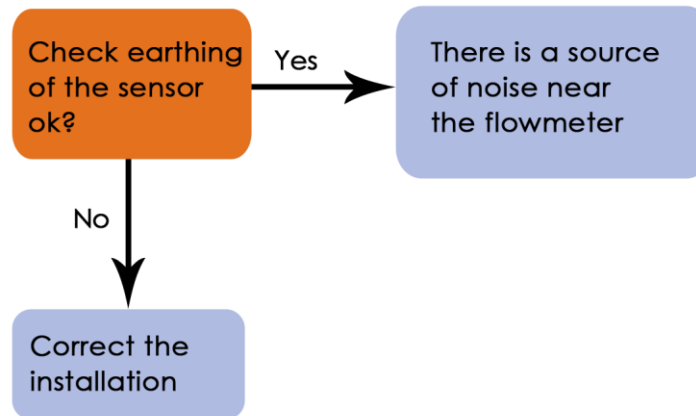 Check earthing
of the sensor
ok?
Yes
There is a source
of noise near
the flowmeter
No
Correct the
installation